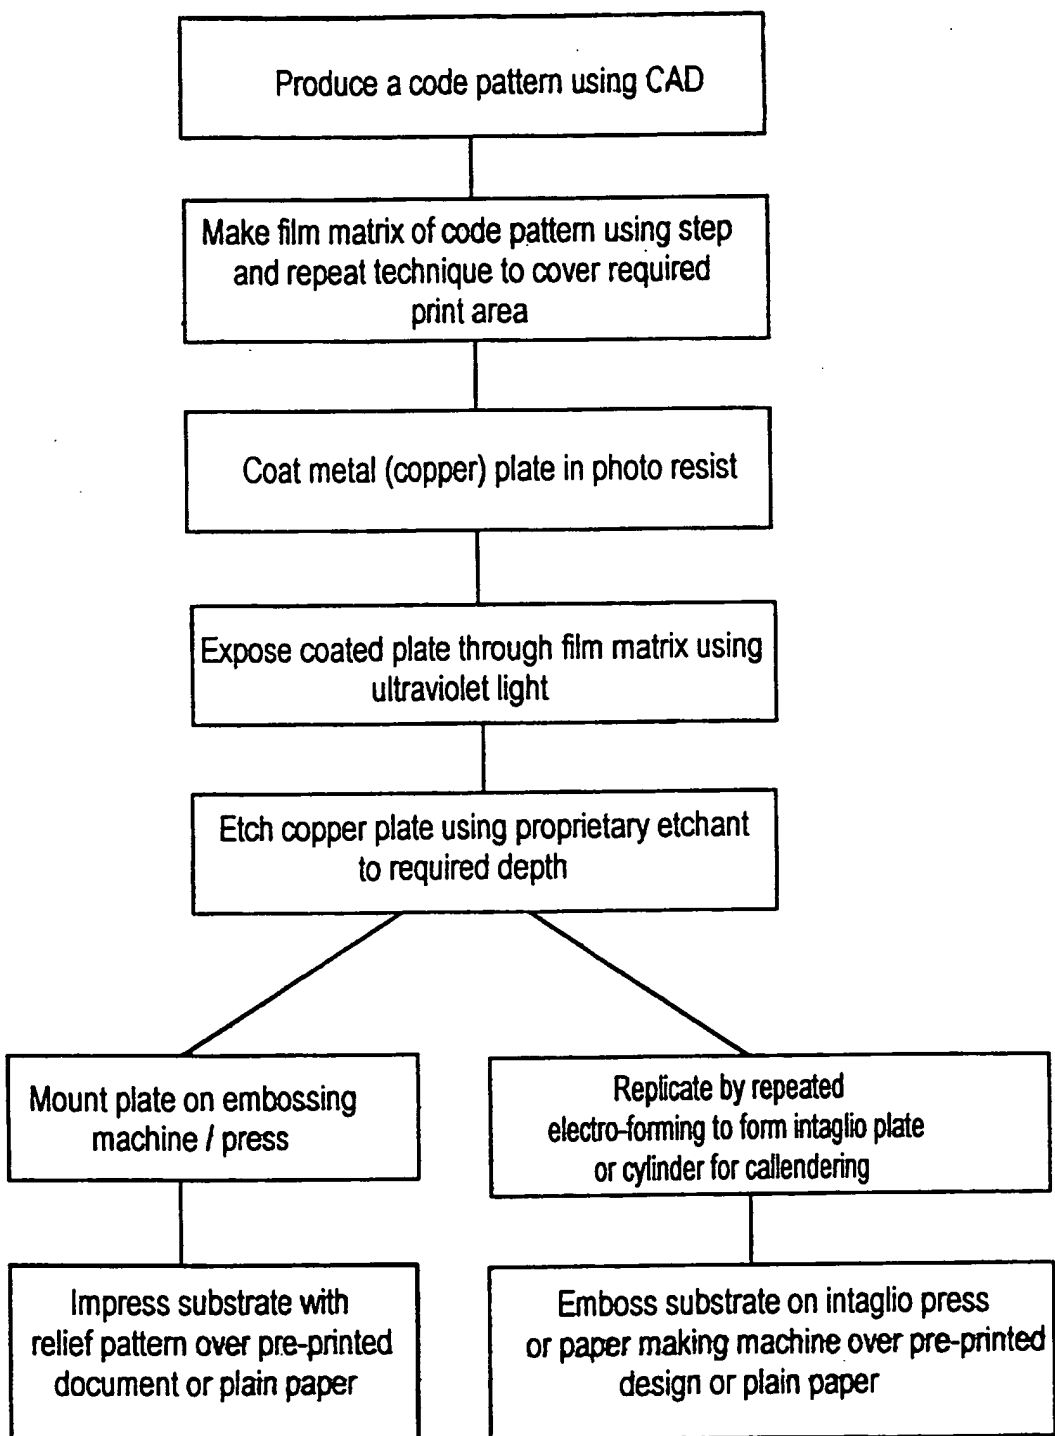 Produce a code pattern using CAD
Make film matrix of code pattern using step
and repeat technique to cover required
print area
Coat metal (copper) plate in photo resist
Expose coated plate through film matrix using
ultraviolet light
Etch copper plate using proprietary etchant
to required depth
Mount plate on embossing
machine / press
Impress substrate with
relief pattern over pre-printed
document or plain paper
Replicate by repeated
electro-forming to form intaglio plate
or cylinder for callendering
Emboss substrate on intaglio press
or paper making machine over pre-printed
design or plain paper